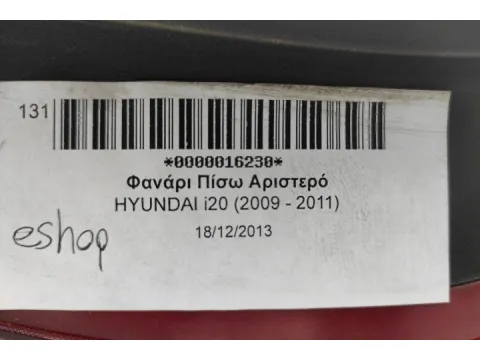 131
*0000016230*
Φανάρι Πίσω Αριστερό
HYUNDAI i20 (2009 - 2011)
eshop
18/12/2013